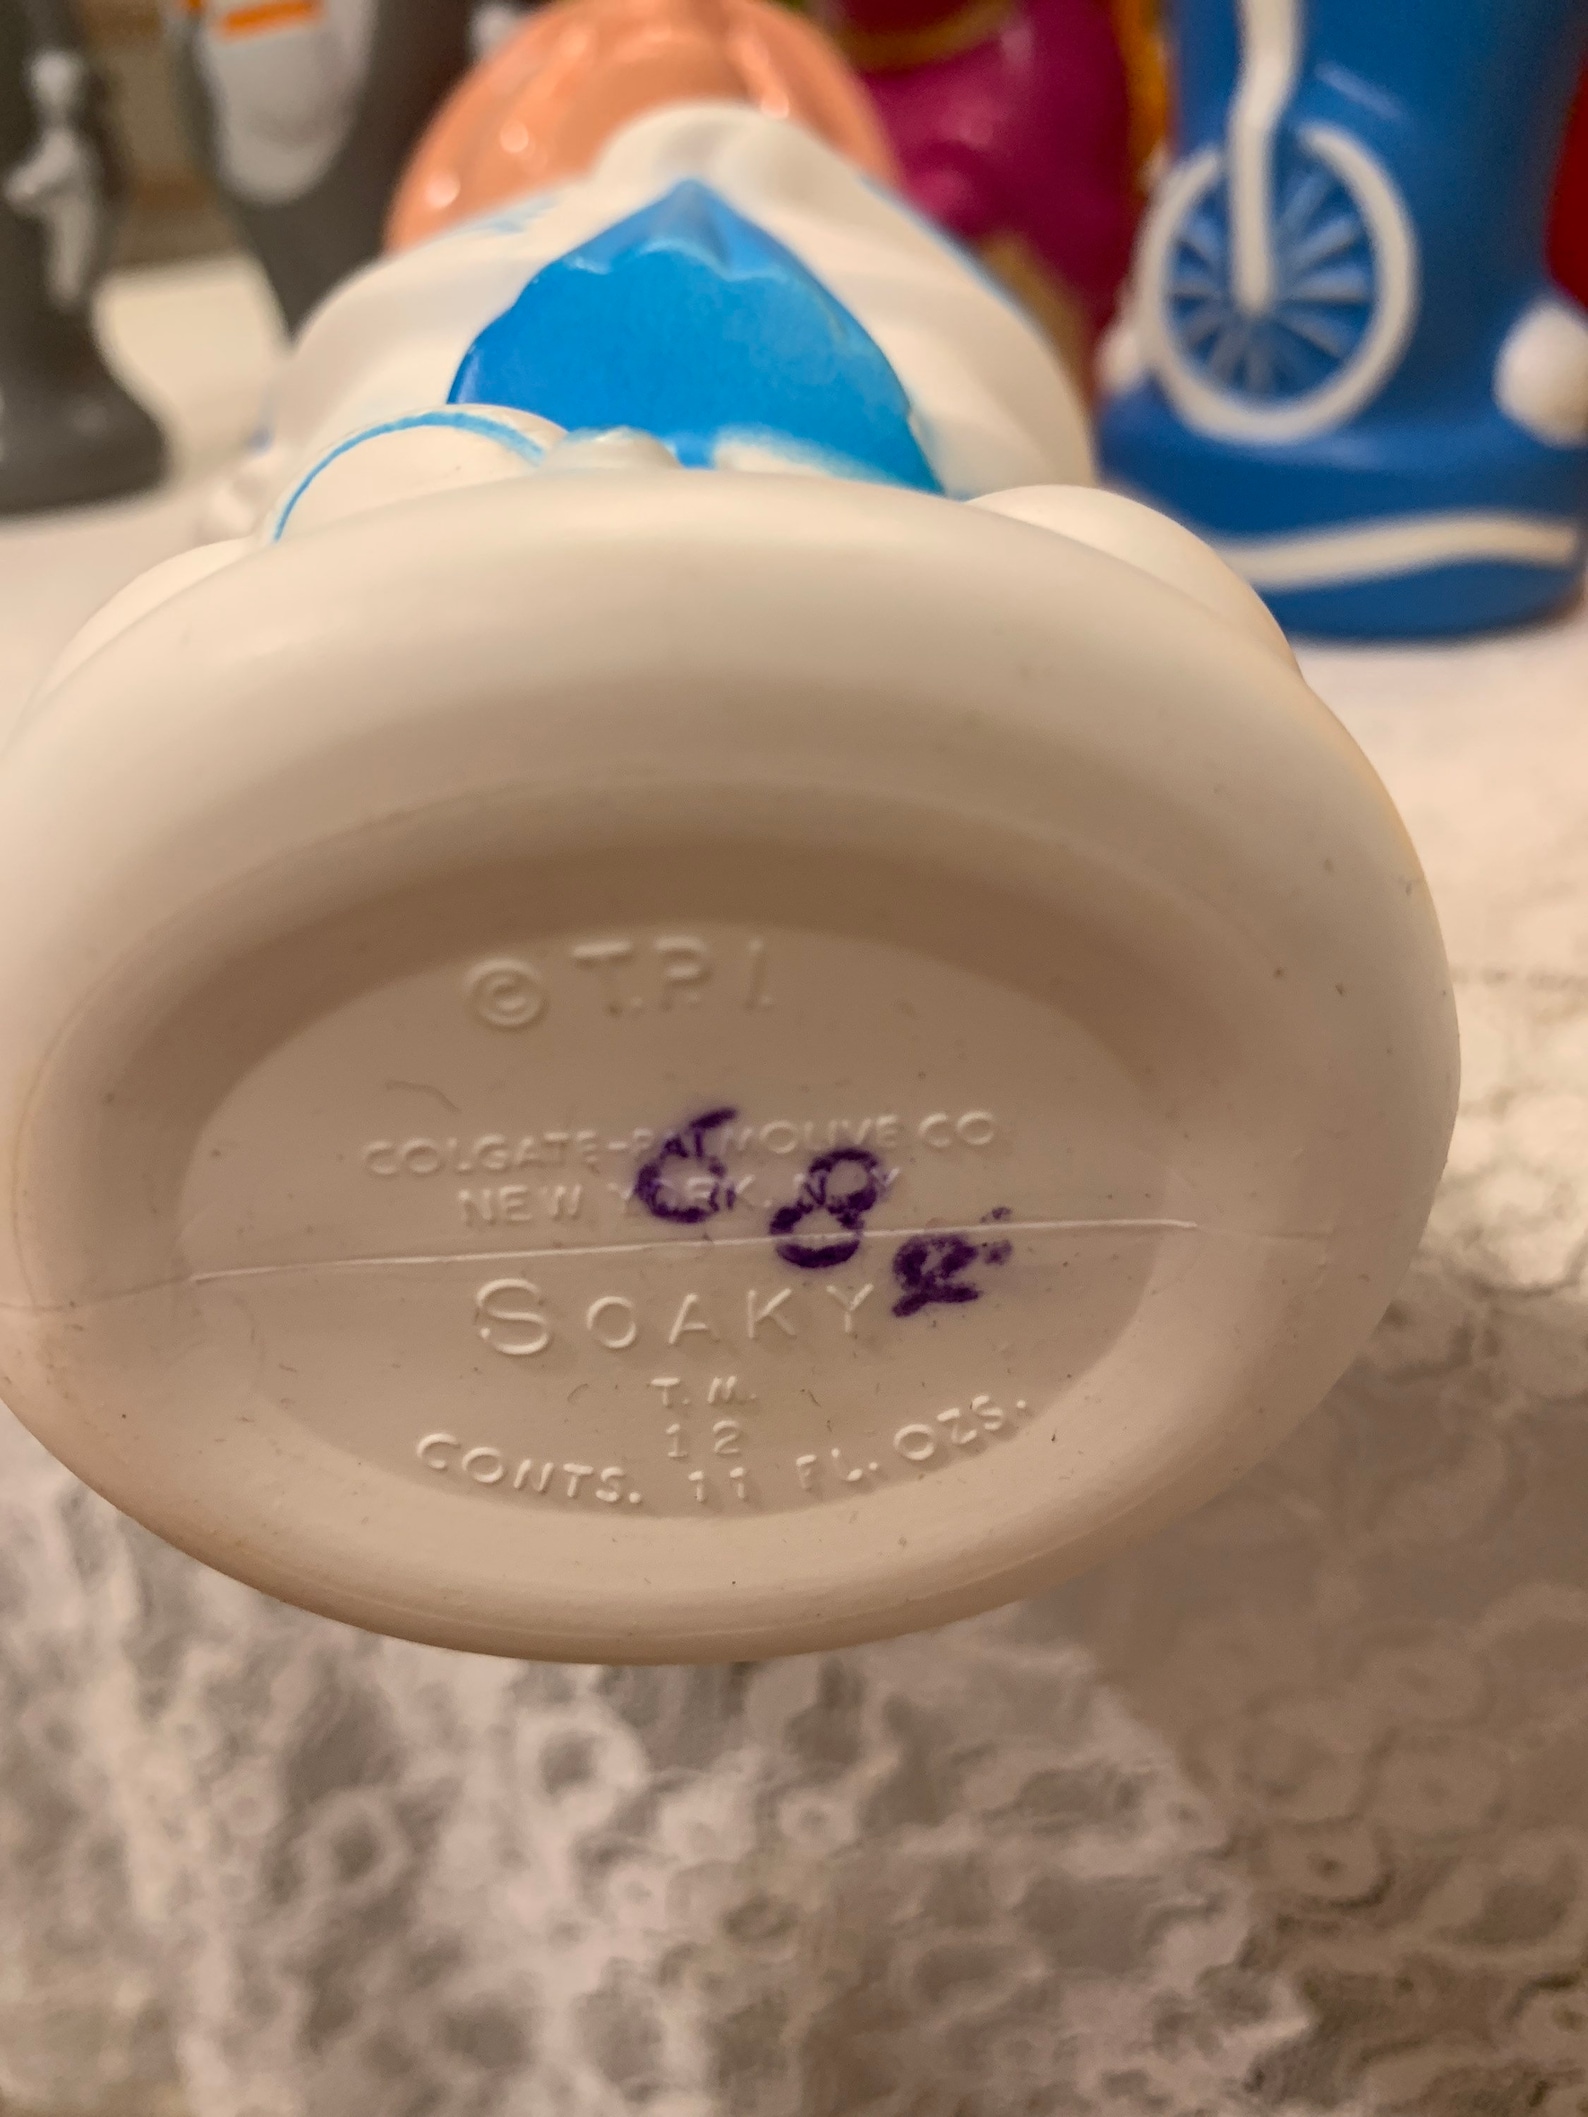 © T.P.I.
COLGATE-PALMOLIVE CO
NEW YORK, N.Y
68
SOAKY
T.M.
12
CONTS. 11 FL. OZS.